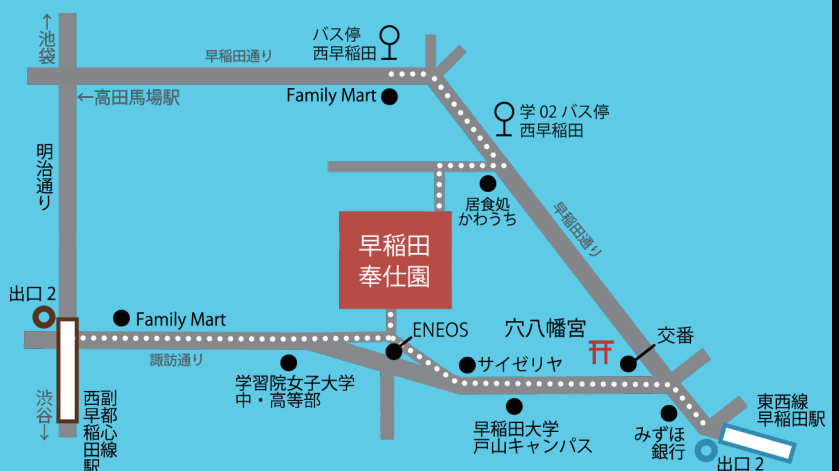 ↑池袋
早稲田通り
バス停
西早稲田
←高田馬場駅
Family Mart
学02 バス停
西早稲田
明治通り
居食処
かわうち
早稲田通り
早稲田
奉仕園
出口2
Family Mart
ENEOS
穴八幡宮
交番
諏訪通り
サイゼリヤ
学習院女子大学
中・高等部
渋谷↓
副都心線
西早稲田駅
早稲田大学
戸山キャンパス
みずほ
銀行
東西線
早稲田駅
出口2